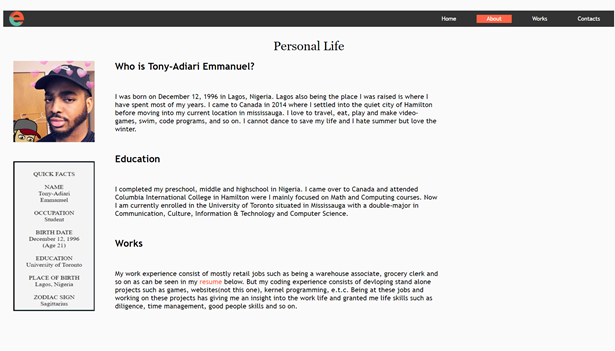 Home About Works Contacts
Personal Life
Who is Tony-Adiari Emmanuel?
I was born on December 12, 1996 in Lagos, Nigeria. Lagos also being the place I was raised is where I
have spent most of my years. I came to Canada in 2014 where I settled into the quiet city of Hamilton
before moving into my current location in mississauga. I love to travel, eat, play and make video-
games, swim, code programs, and so on. I cannot dance to save my life and I hate summer but love the
winter.
QUICK FACTS
NAME
Tony-Adiari
Emmanuel
OCCUPATION
Student
BIRTH DATE
December 12, 1996
(Age 21)
EDUCATION
University of Toronto
PLACE OF BIRTH
Lagos, Nigeria
ZODIAC SIGN
Sagittarius
Education
I completed my preschool, middle and highschool in Nigeria. I came over to Canada and attended
Columbia International College in Hamilton were I mainly focused on Math and Computing courses. Now
I am currently enrolled in the University of Toronto situated in Mississauga with a double-major in
Communication, Culture, Information & Technology and Computer Science.
Works
My work experience consist of mostly retail jobs such as being a warehouse associate, grocery clerk and
so on as can be seen in my resume below. But my coding experience consists of devloping stand alone
projects such as games, websites(not this one), kernel programming, e.t.c. Being at these jobs and
working on these projects has giving me an insight into the work life and granted me life skills such as
diligence, time management, good people skills and so on.